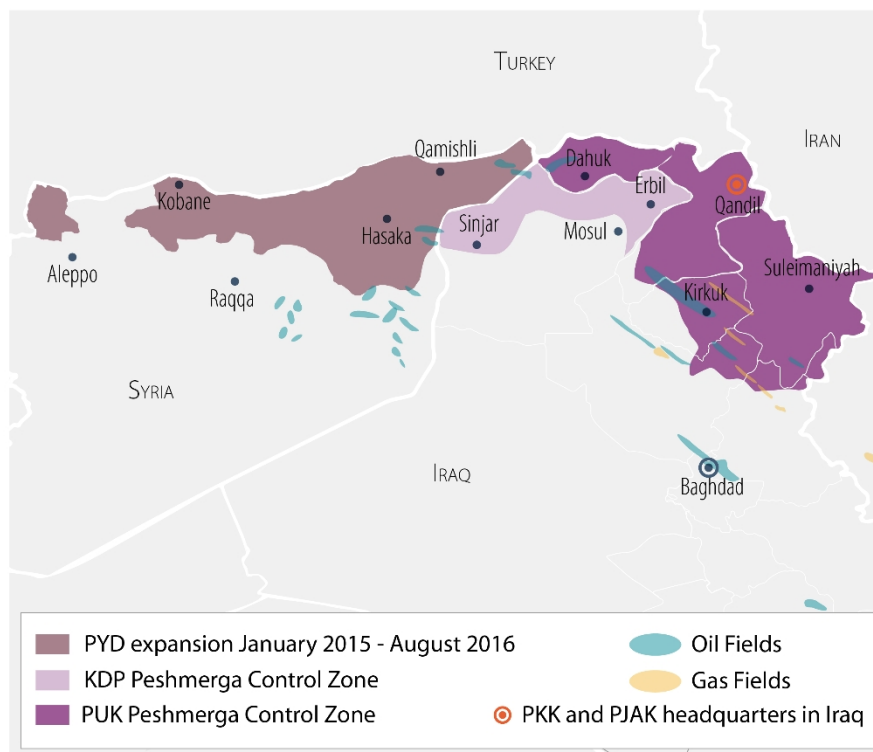 TURKEY
IRAN
Qamishli
Dahuk
Kobane
Erbil
Qandil
Hasaka
Sinjar
Mosul
Aleppo
Suleimaniyah
Raqqa
Kirkuk
SYRIA
IRAQ
Baghdad
PYD expansion January 2015 - August 2016
Oil Fields
KDP Peshmerga Control Zone
Gas Fields
PUK Peshmerga Control Zone
PKK and PJAK headquarters in Iraq